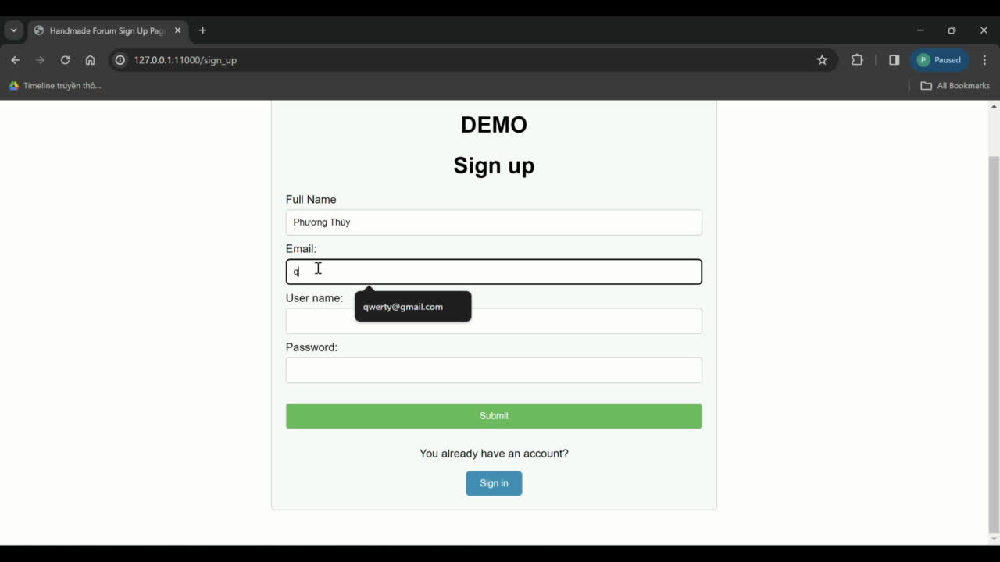 Handmade Forum Sign Up Pag
127.0.0.1:11000/sign_up
P Paused
Timeline truyền thô...
All Bookmarks
DEMO
Sign up
Full Name
Phương Thủy
Email:
q
User name:
qwerty@gmail.com
Password:
Submit
You already have an account?
Sign in